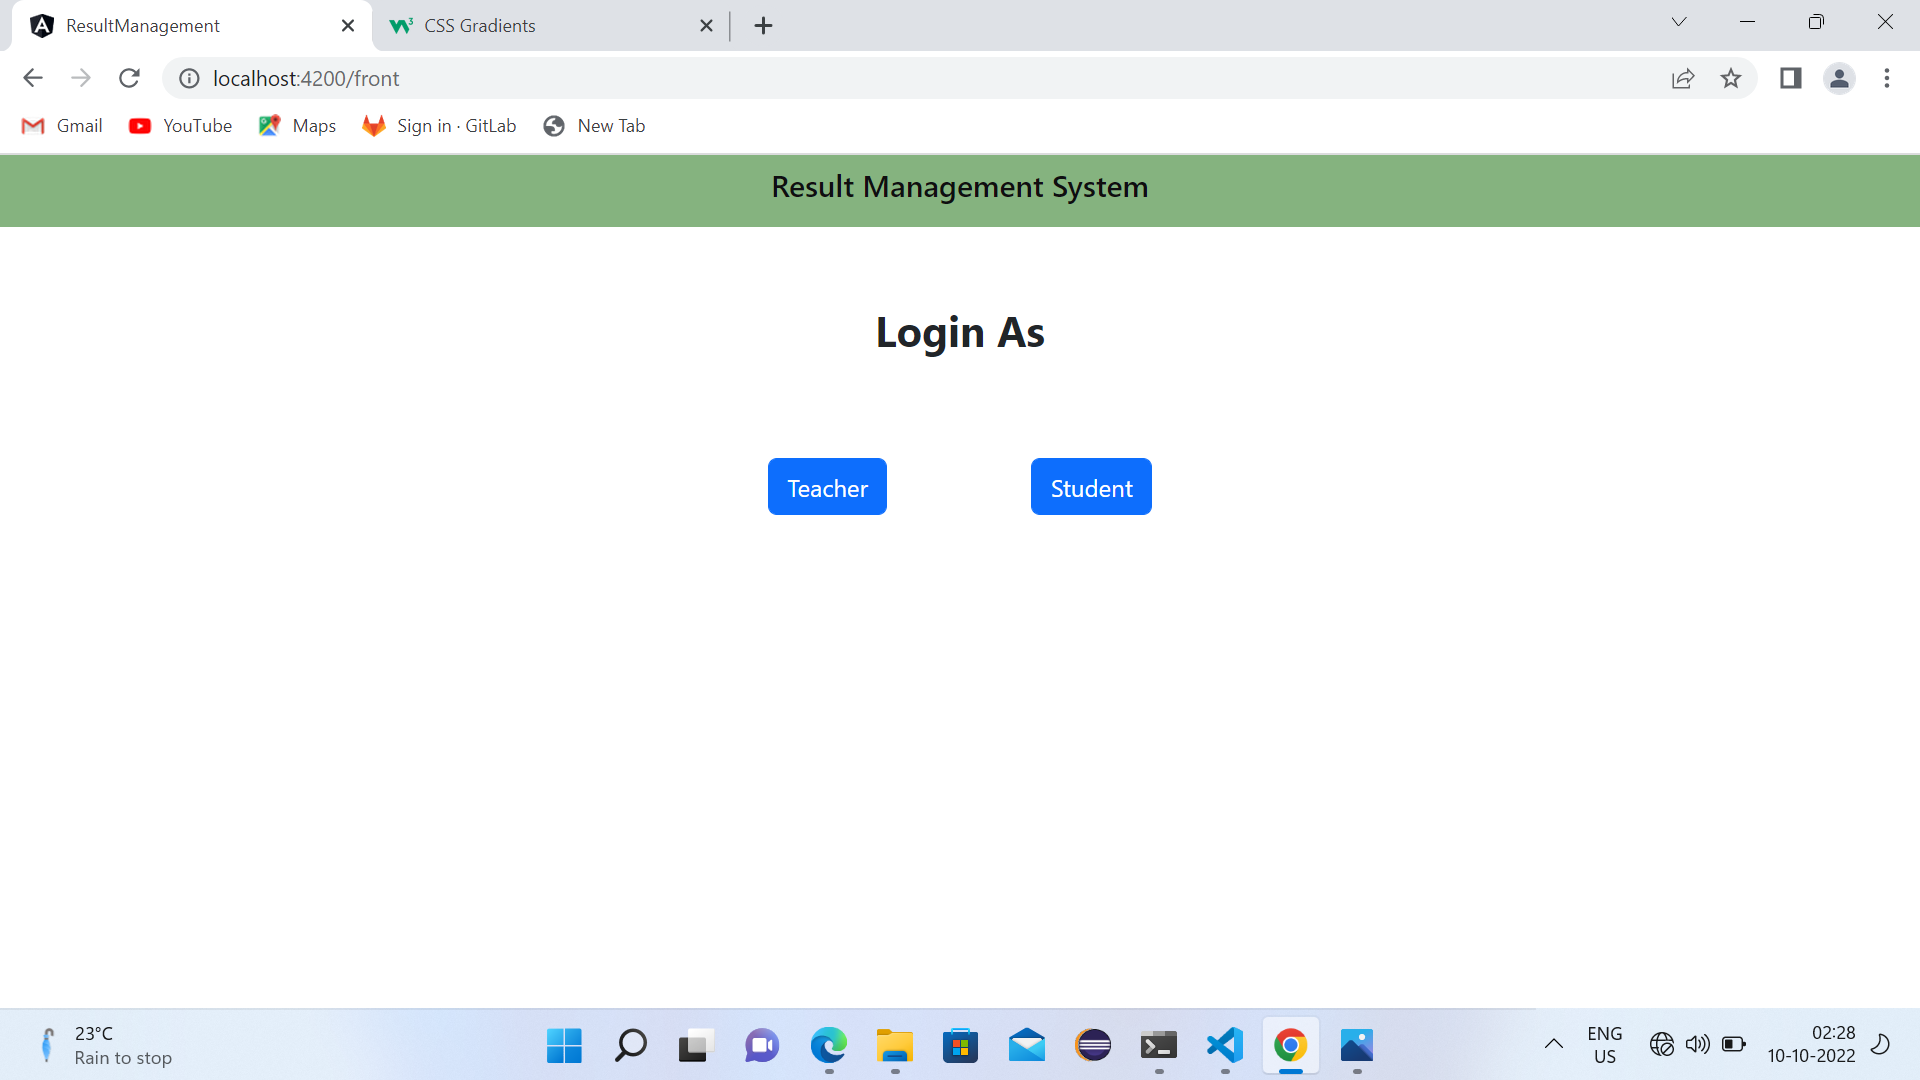 ResultManagement
CSS Gradients
localhost:4200/front
Gmail
YouTube
Maps
Sign in · GitLab
New Tab
Result Management System
Login As
Teacher
Student
23°C
Rain to stop
ENG
US
02:28
10-10-2022